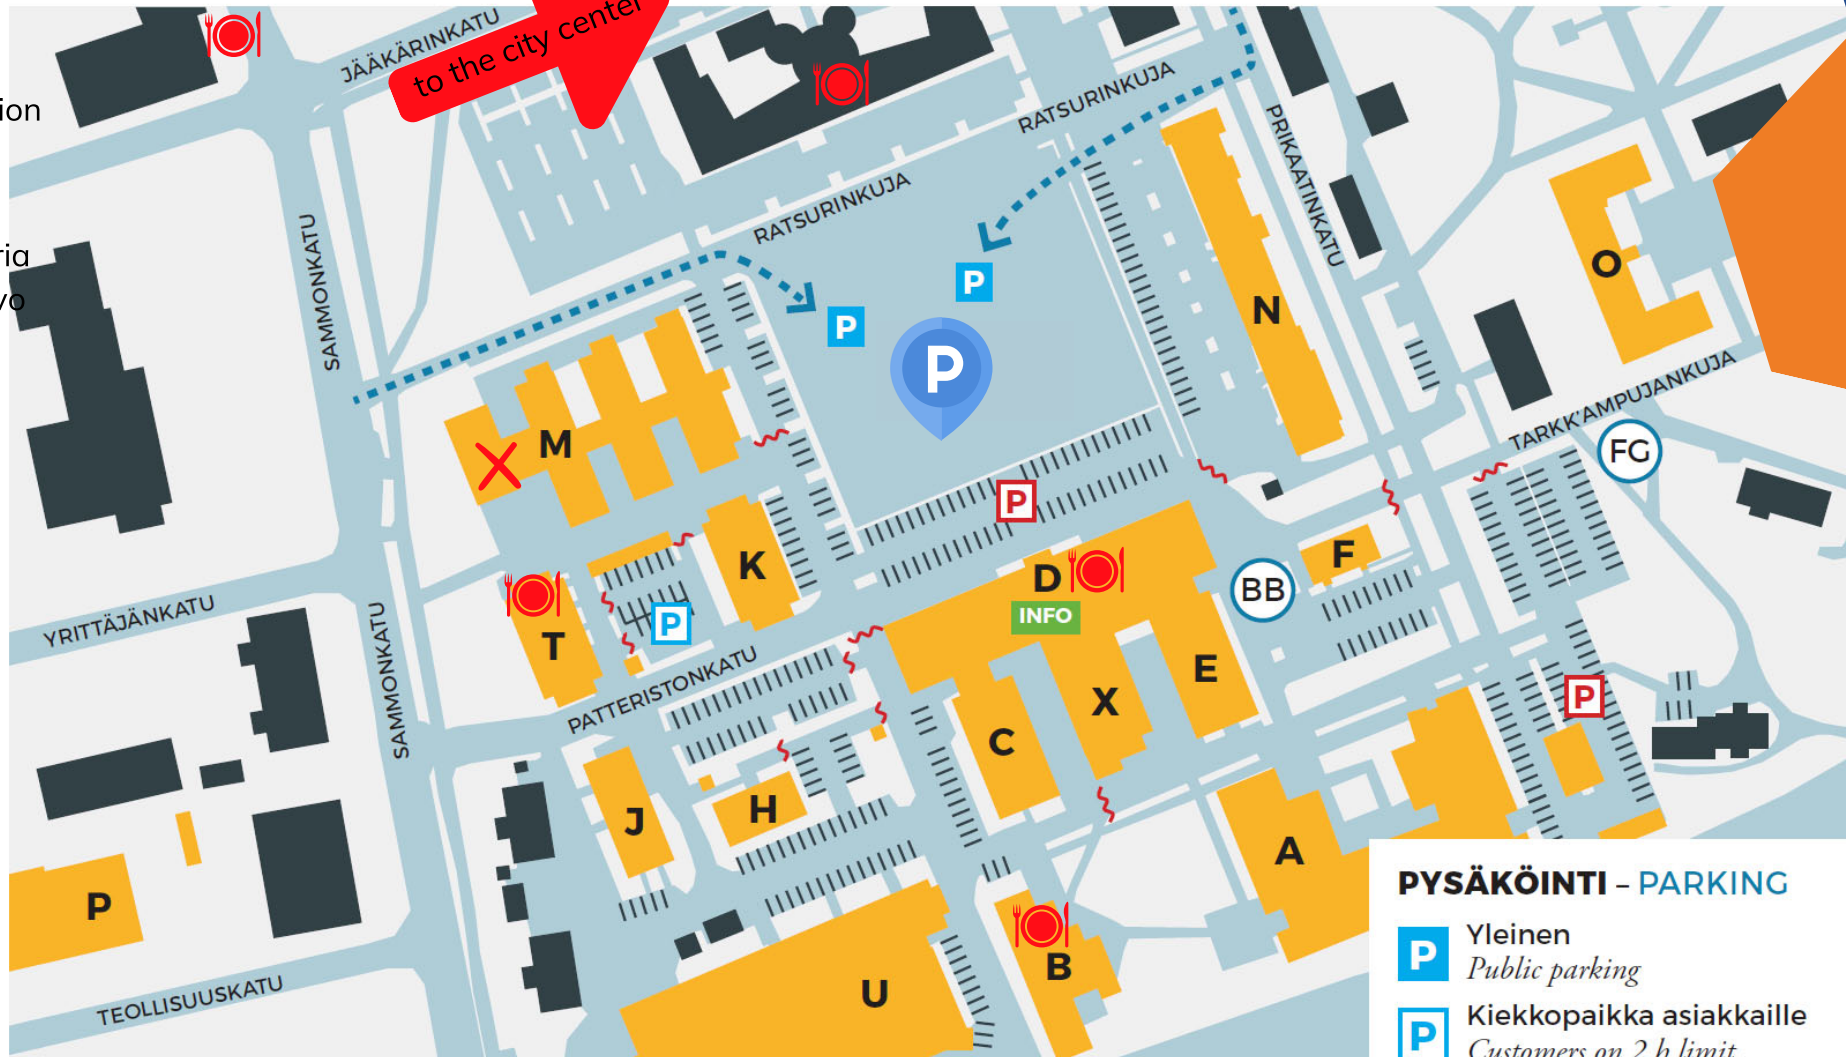 JÄÄKÄRINKATU
to the city center
RATSURINKUJA
PRIKAATINKATU
RATSURINKUJA
SAMMONKATU
P
P
P
N
O
M
TARKK'AMPUJANKUJA
FG
P
K
D
INFO
F
BB
T
P
YRITTÄJÄNKATU
SAMMONKATU
PATTERISTONKATU
E
X
C
P
J
H
A
P
B
U
TEOLLISUUSKATU
PYSÄKÖINTI – PARKING
P Yleinen
Public parking
P Kiekkopaikka asiakkaille
Customers on 2 h limit